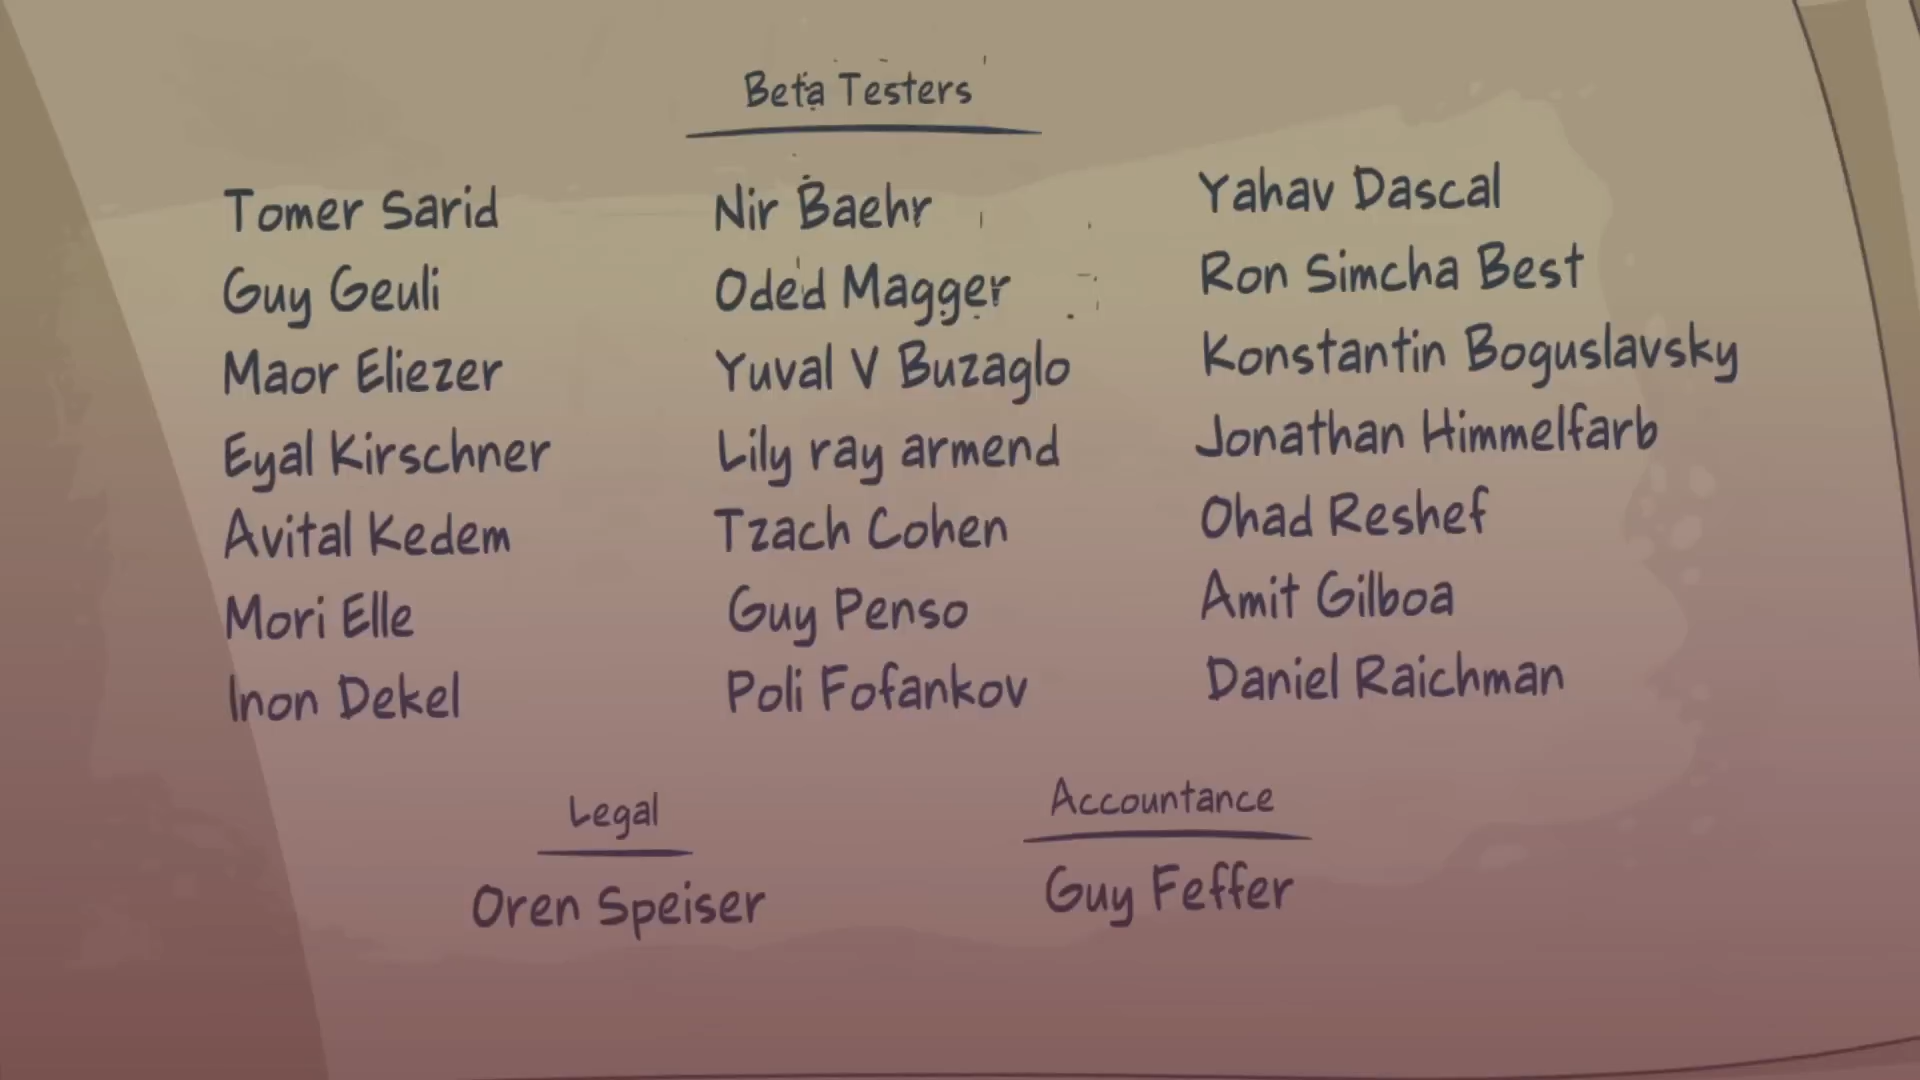 Beta Testers
Tomer Sarid
Guy Geuli
Maor Eliezer
Eyal Kirschner
Avital Kedem
Mori Elle
Inon Dekel
Nir Baehr
Oded Magger
Yuval V Buzaglo
Lily ray armend
Tzach Cohen
Guy Penso
Poli Fofankov
Yahav Dascal
Ron Simcha Best
Konstantin Boguslavsky
Jonathan Himmelfarb
Ohad Reshef
Amit Gilboa
Daniel Raichman
Legal
Oren Speiser
Accountance
Guy Feffer